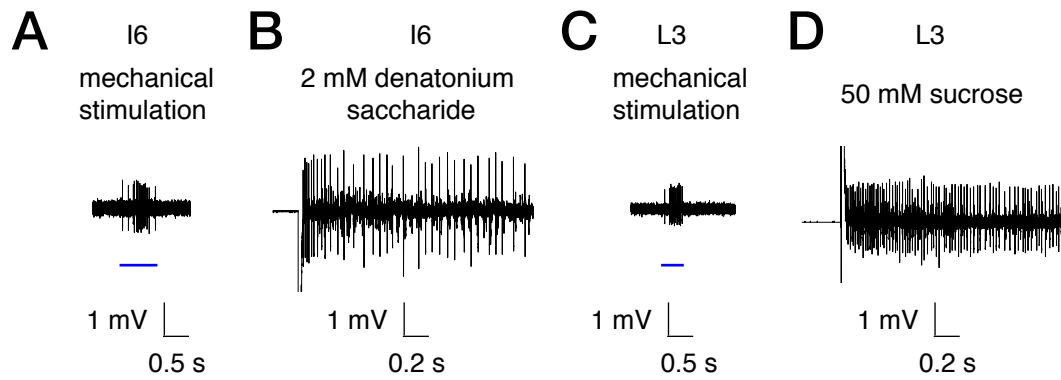 A
I6
mechanical
stimulation
1 mV
0.5 s
B
I6
2 mM denatonium
saccharide
1 mV
0.2 s
C
L3
mechanical
stimulation
1 mV
0.5 s
D
L3
50 mM sucrose
1 mV
0.2 s